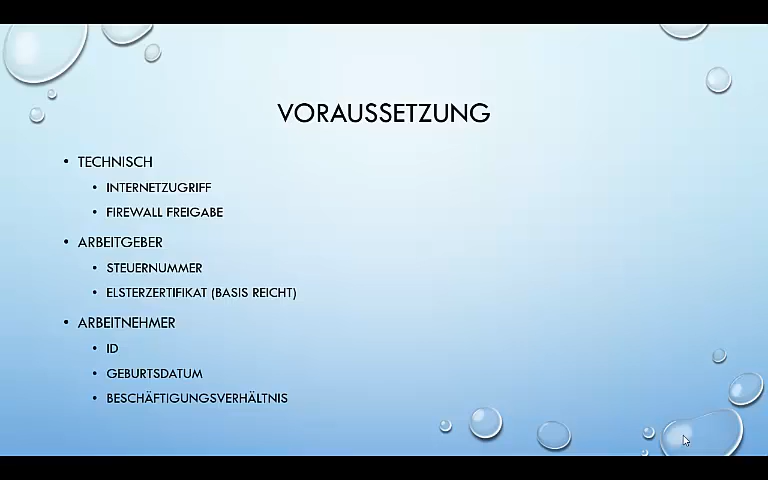 VORAUSSETZUNG
• TECHNISCH
• INTERNETZUGRIFF
• FIREWALL FREIGABE
• ARBEITGEBER
• STEUERNUMMER
• ELSTERZERTIFIKAT (BASIS REICHT)
• ARBEITNEHMER
• ID
• GEBURTSDATUM
• BESCHÄFTIGUNGSVERHÄLTNIS